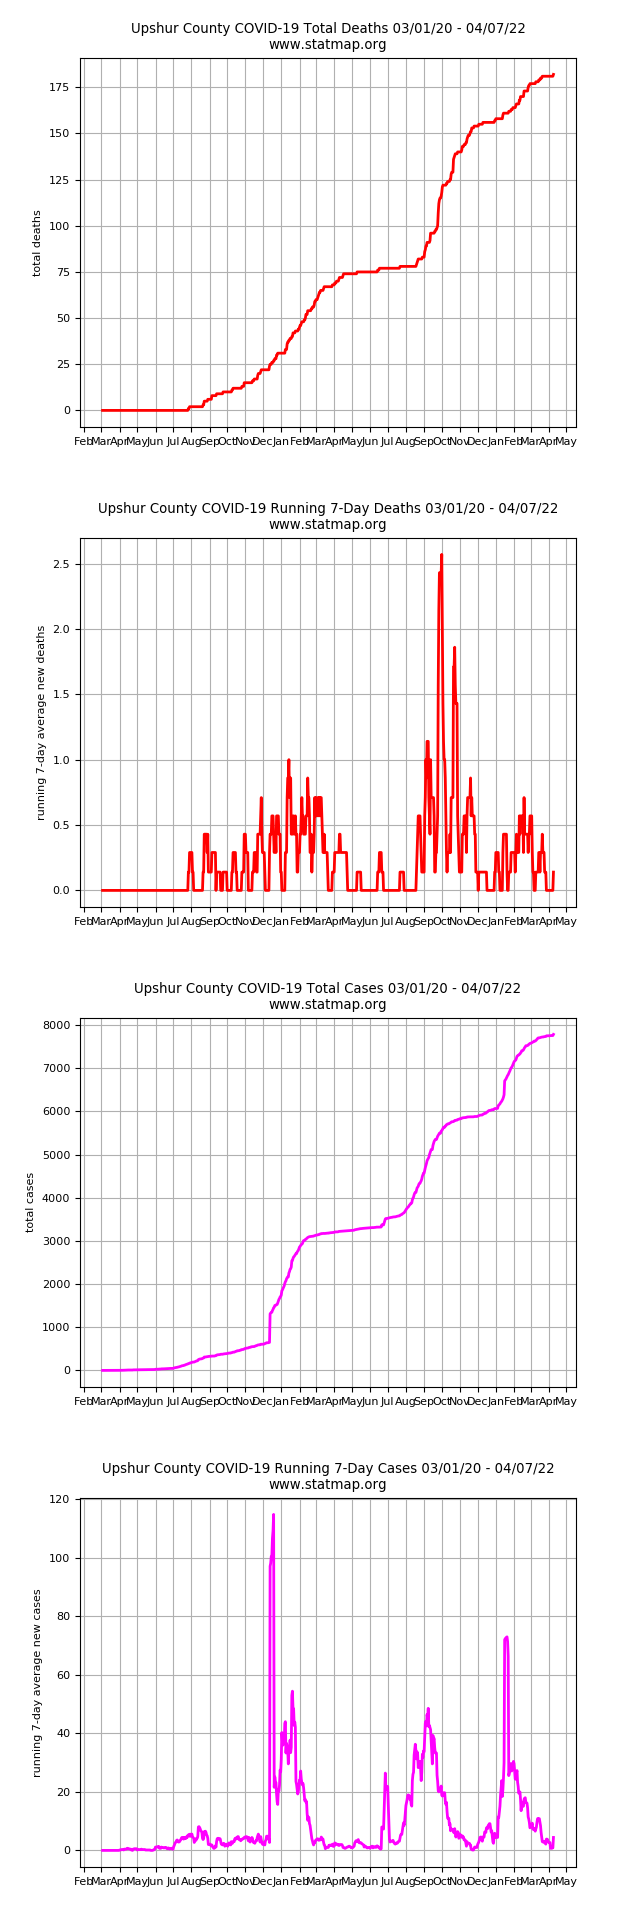 Upshur County COVID-19 Total Deaths 03/01/20 - 04/07/22
www.statmap.org
total deaths
175
150
125
100
75
50
25
0
Feb Mar Apr May Jun Jul Aug Sep Oct Nov Dec Jan Feb Mar Apr May Jun Jul Aug Sep Oct Nov Dec Jan Feb Mar Apr May
Upshur County COVID-19 Running 7-Day Deaths 03/01/20 - 04/07/22
www.statmap.org
running 7-day average new deaths
2.5
2.0
1.5
1.0
0.5
0.0
Feb Mar Apr May Jun Jul Aug Sep Oct Nov Dec Jan Feb Mar Apr May Jun Jul Aug Sep Oct Nov Dec Jan Feb Mar Apr May
Upshur County COVID-19 Total Cases 03/01/20 - 04/07/22
www.statmap.org
total cases
8000
7000
6000
5000
4000
3000
2000
1000
0
Feb Mar Apr May Jun Jul Aug Sep Oct Nov Dec Jan Feb Mar Apr May Jun Jul Aug Sep Oct Nov Dec Jan Feb Mar Apr May
Upshur County COVID-19 Running 7-Day Cases 03/01/20 - 04/07/22
www.statmap.org
running 7-day average new cases
120
100
80
60
40
20
0
Feb Mar Apr May Jun Jul Aug Sep Oct Nov Dec Jan Feb Mar Apr May Jun Jul Aug Sep Oct Nov Dec Jan Feb Mar Apr May